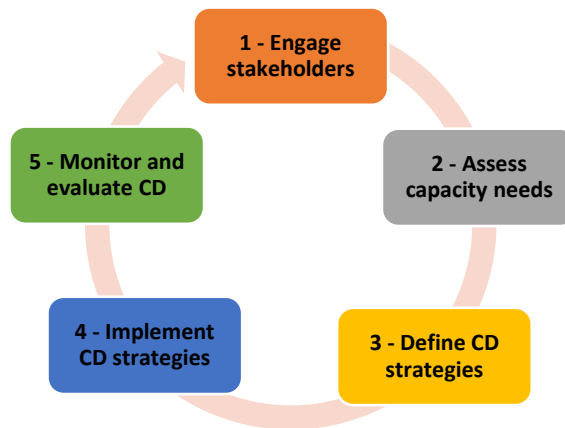 1 - Engage
stakeholders
2 - Assess
capacity needs
3 - Define CD
strategies
4 - Implement
CD strategies
5 - Monitor and
evaluate CD